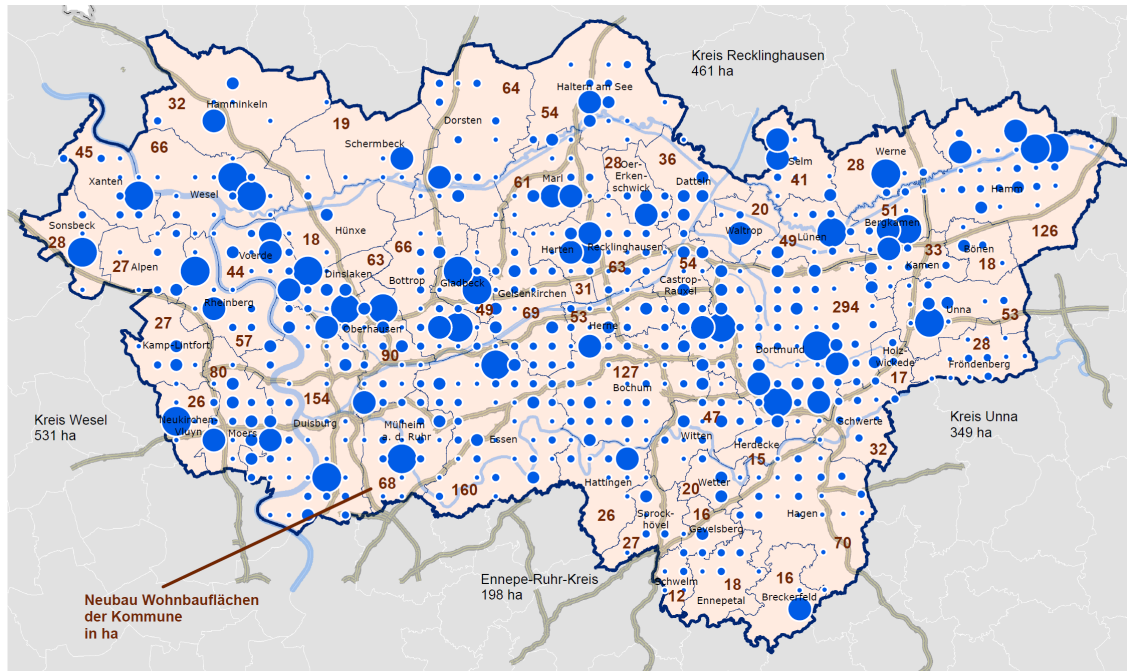 Kreis Recklinghausen
461 ha
Haltern am See
64
54
32
Hamminkeln
19
Dorsten
Schermbeck
66
45
Xanten
Wesel
61
Marl
28
Oer-
Erken-
schwick
36
Datteln
Selm
41
28
Werne
Hamm
126
20
Waltrop
51
Bergkamen
49
Lünen
33
Kamen
Bönen
18
Sonsbeck
28
27
Alpen
44
Voerde
18
Hünxe
63
66
Dinslaken
Bottrop
Gladbeck
49
Gelsenkirchen
Herten
Recklinghausen
63
31
54
Castrop-
Rauxel
69
53
Herne
294
Unna
53
Rheinberg
27
Kamp-Lintfort
57
80
Oberhausen
90
127
Bochum
Dortmund
Holz-
wickede
17
28
Fröndenberg
Kreis Wesel
531 ha
26
Neukirchen-
Vluyn
Moers
154
Duisburg
Mülheim
a. d. Ruhr
68
Essen
160
47
Witten
Herdecke
15
Schwerte
32
Kreis Unna
349 ha
Hattingen
26
Sprock-
hövel
27
20
Wetter
16
Gevelsberg
Hagen
70
Ennepe-Ruhr-Kreis
198 ha
Schwelm
12
18
Ennepetal
16
Breckerfeld
Neubau Wohnbauflächen
der Kommune
in ha